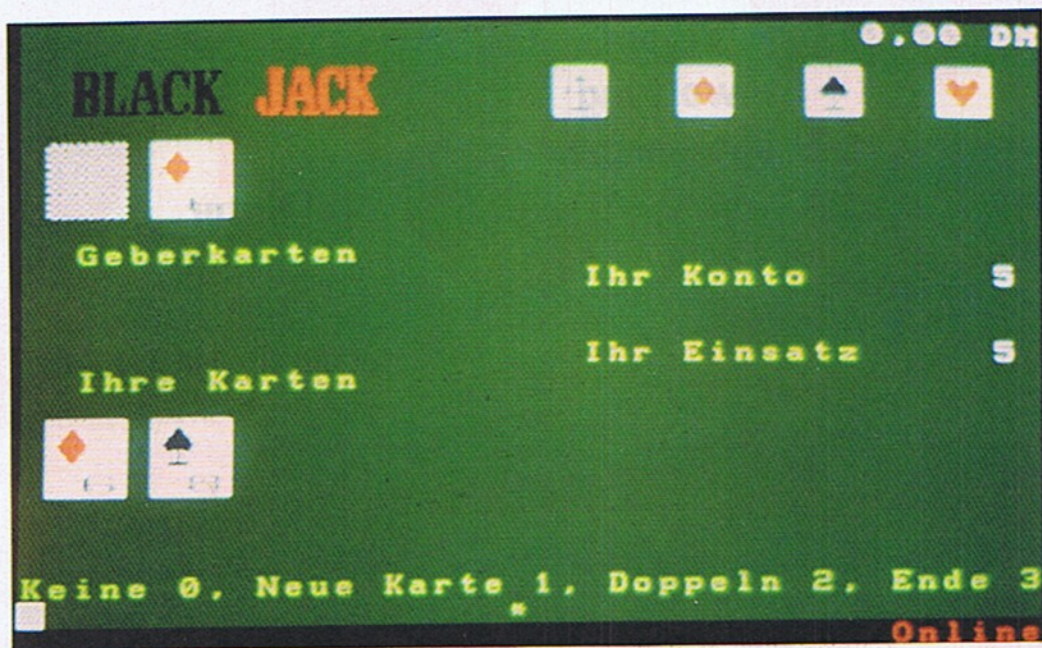 0,00 DM
BLACK JACK
Geberkarten
Ihr Konto 5
Ihr Einsatz 5
Ihre Karten
Keine 0, Neue Karte 1, Doppeln 2, Ende 3
*
Online